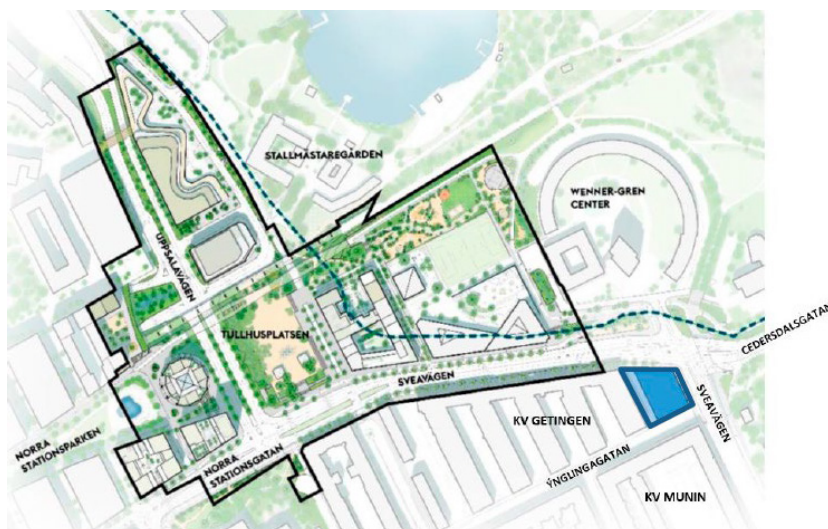 STALLMÄSTAREGÅRDEN
WENNER-GREN
CENTER
UPPSALAVÄGEN
TULLHUSPLATSEN
CEDERSDALSGATAN
SVEAVÄGEN
SVEAVÄGEN
KV GETINGEN
NORRA
STATIONSPARKEN
NORRA
STATIONSGATAN
YNGLINGAGATAN
KV MUNIN